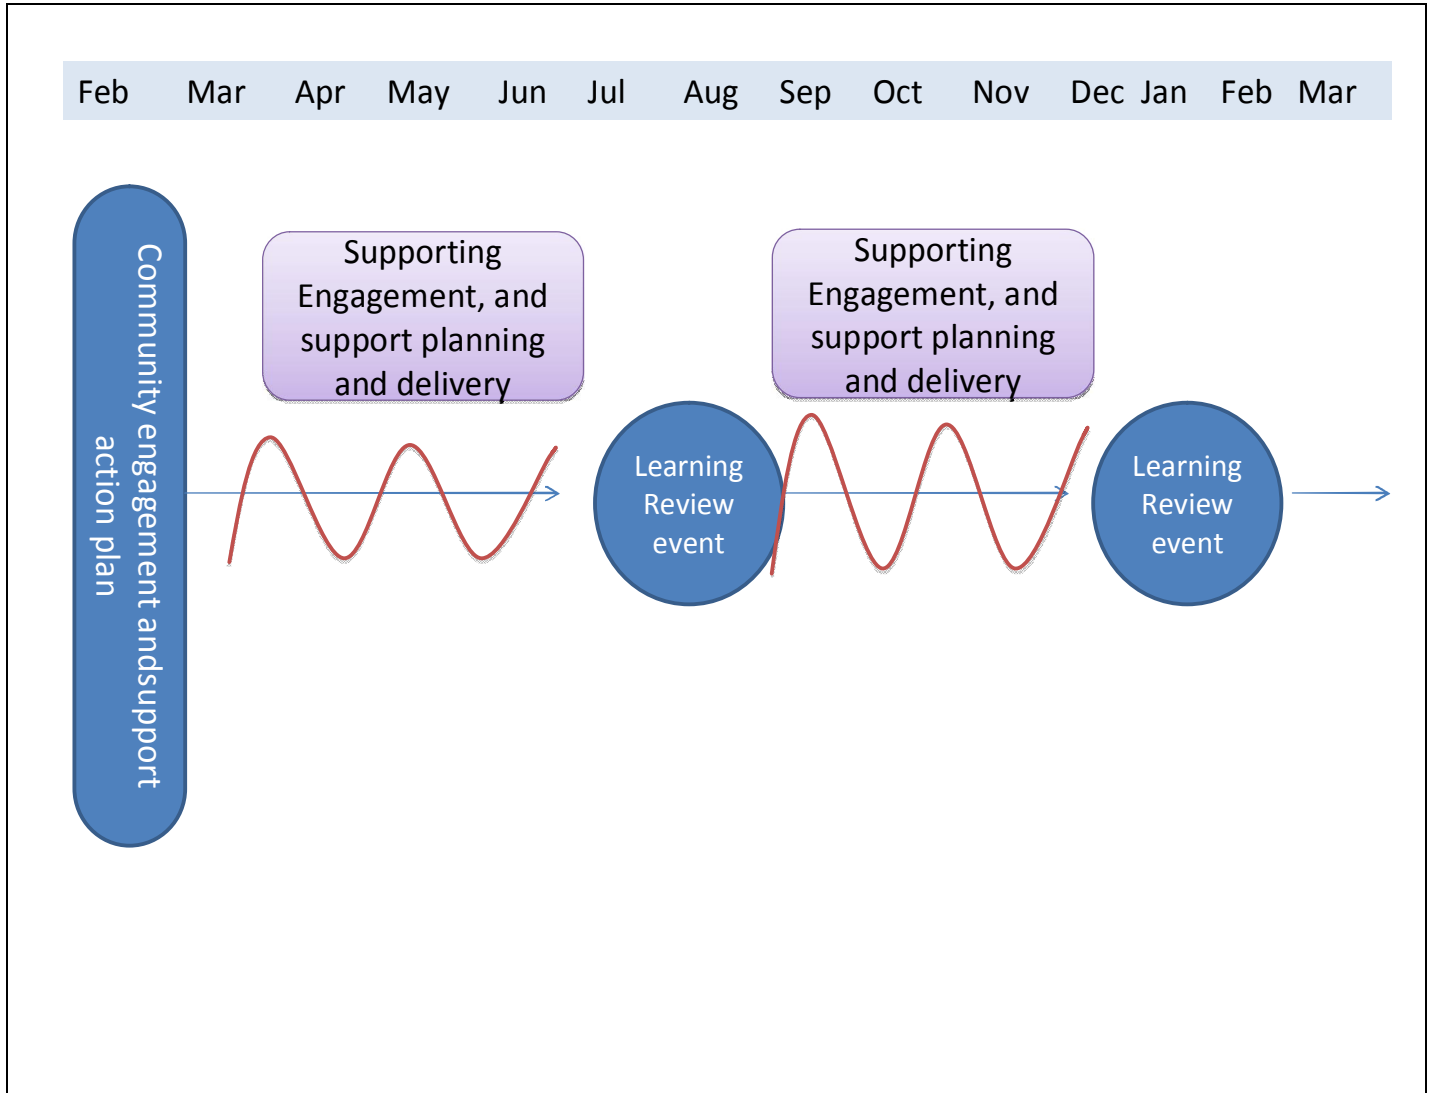 Feb Mar Apr May Jun Jul Aug Sep Oct Nov Dec Jan Feb Mar
Community engagement andsupport
action plan
Supporting
Engagement, and
support planning
and delivery
Learning
Review
event
Supporting
Engagement, and
support planning
and delivery
Learning
Review
event